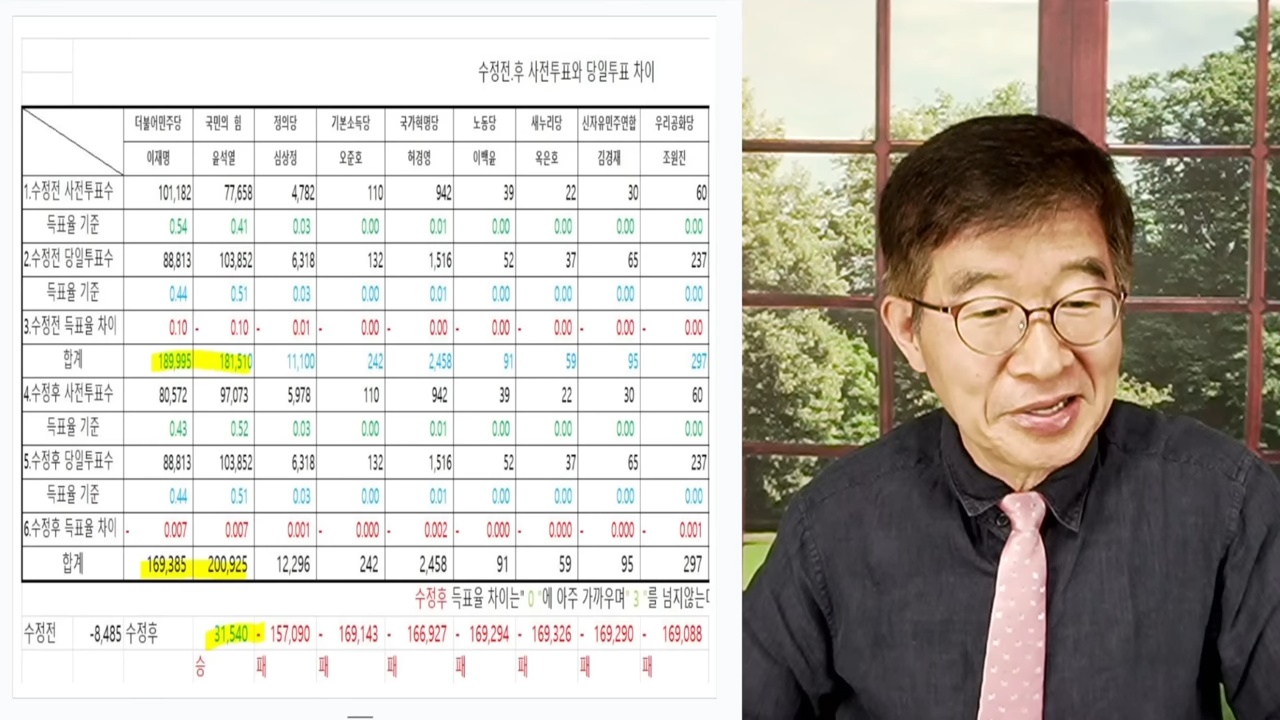 수정전.후 사전투표와 당일투표 차이
더불어민주당 국민의 힘 정의당 기본소득당 국가혁명당 노동당 새누리당 신자유민주연합 우리공화당
이재명 윤석열 심상정 오준호 허경영 이백윤 옥은호 김경재 조원진
1.수정전 사전투표수 101,182 77,658 4,782 110 942 39 22 30 60
득표율 기준 0.54 0.41 0.03 0.00 0.01 0.00 0.00 0.00 0.00
2.수정전 당일투표수 88,813 103,852 6,318 132 1,516 52 37 65 237
득표율 기준 0.44 0.51 0.03 0.00 0.01 0.00 0.00 0.00 0.00
3.수정전 득표율 차이 0.10 - 0.10 - 0.01 - 0.00 - 0.00 - 0.00 - 0.00 - 0.00 - 0.00
합계 189,995 181,510 11,100 242 2,458 91 59 95 297
4.수정후 사전투표수 80,572 97,073 5,978 110 942 39 22 30 60
득표율 기준 0.43 0.52 0.03 0.00 0.01 0.00 0.00 0.00 0.00
5.수정후 당일투표수 88,813 103,852 6,318 132 1,516 52 37 65 237
득표율 기준 0.44 0.51 0.03 0.00 0.01 0.00 0.00 0.00 0.00
6.수정후 득표율 차이 - 0.007 0.007 0.001 - 0.000 - 0.002 - 0.000 - 0.000 - 0.000 - 0.001
합계 169,385 200,925 12,296 242 2,458 91 59 95 297
수정후 득표율 차이는" 0 "에 아주 가까우며" 3 "를 넘지않는
수정전 -8,485 수정후 31,540 - 157,090 - 169,143 - 166,927 - 169,294 - 169,326 - 169,290 - 169,088
승 패 패 패 패 패 패 패